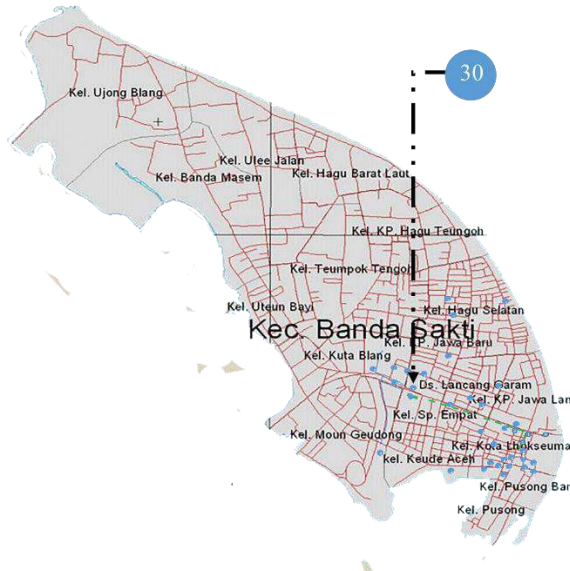 30
Kel. Ujong Blang
Kel. Ulee Jalan
Kel. Banda Masem
Kel. Hagu Barat Laut
Kel. KP. Hagu Teungoh
Kel. Teumpok Tengoh
Kel. Uteun Bayi
Kel. Hagu Selatan
Kec. Banda Sakti
Kel. KP. Jawa Baru
Kel. Kuta Blang
Ds. Lancang Garam
Kel. KP. Jawa Lan
Kel. Sp. Empat
Kel. Moun Geudong
Kel. Kota Lhokseuma
kel. Keude Aceh
Kel. Pusong Bar
Kel. Pusong